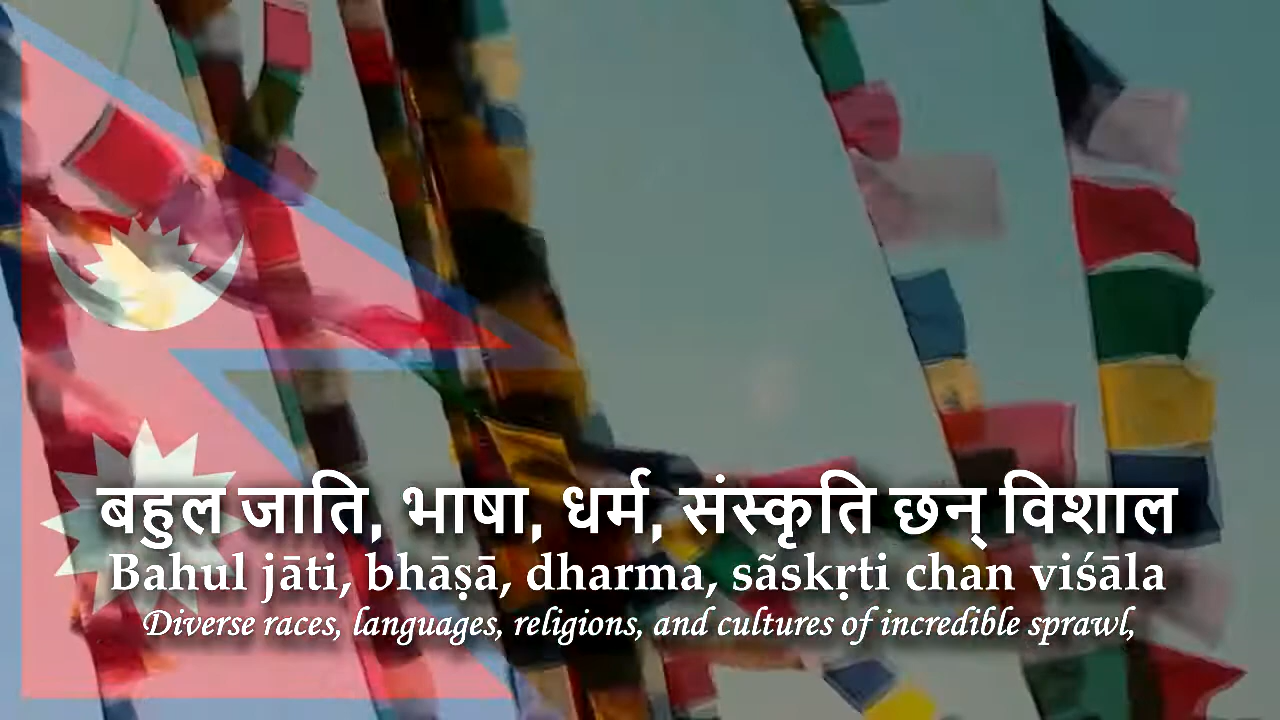 बहुल जाति, भाषा, धर्म, संस्कृति छन् विशाल
Bahul jāti, bhāṣā, dharma, sãskṛti chan viśāla
Diverse races, languages, religions, and cultures of incredible sprawl,